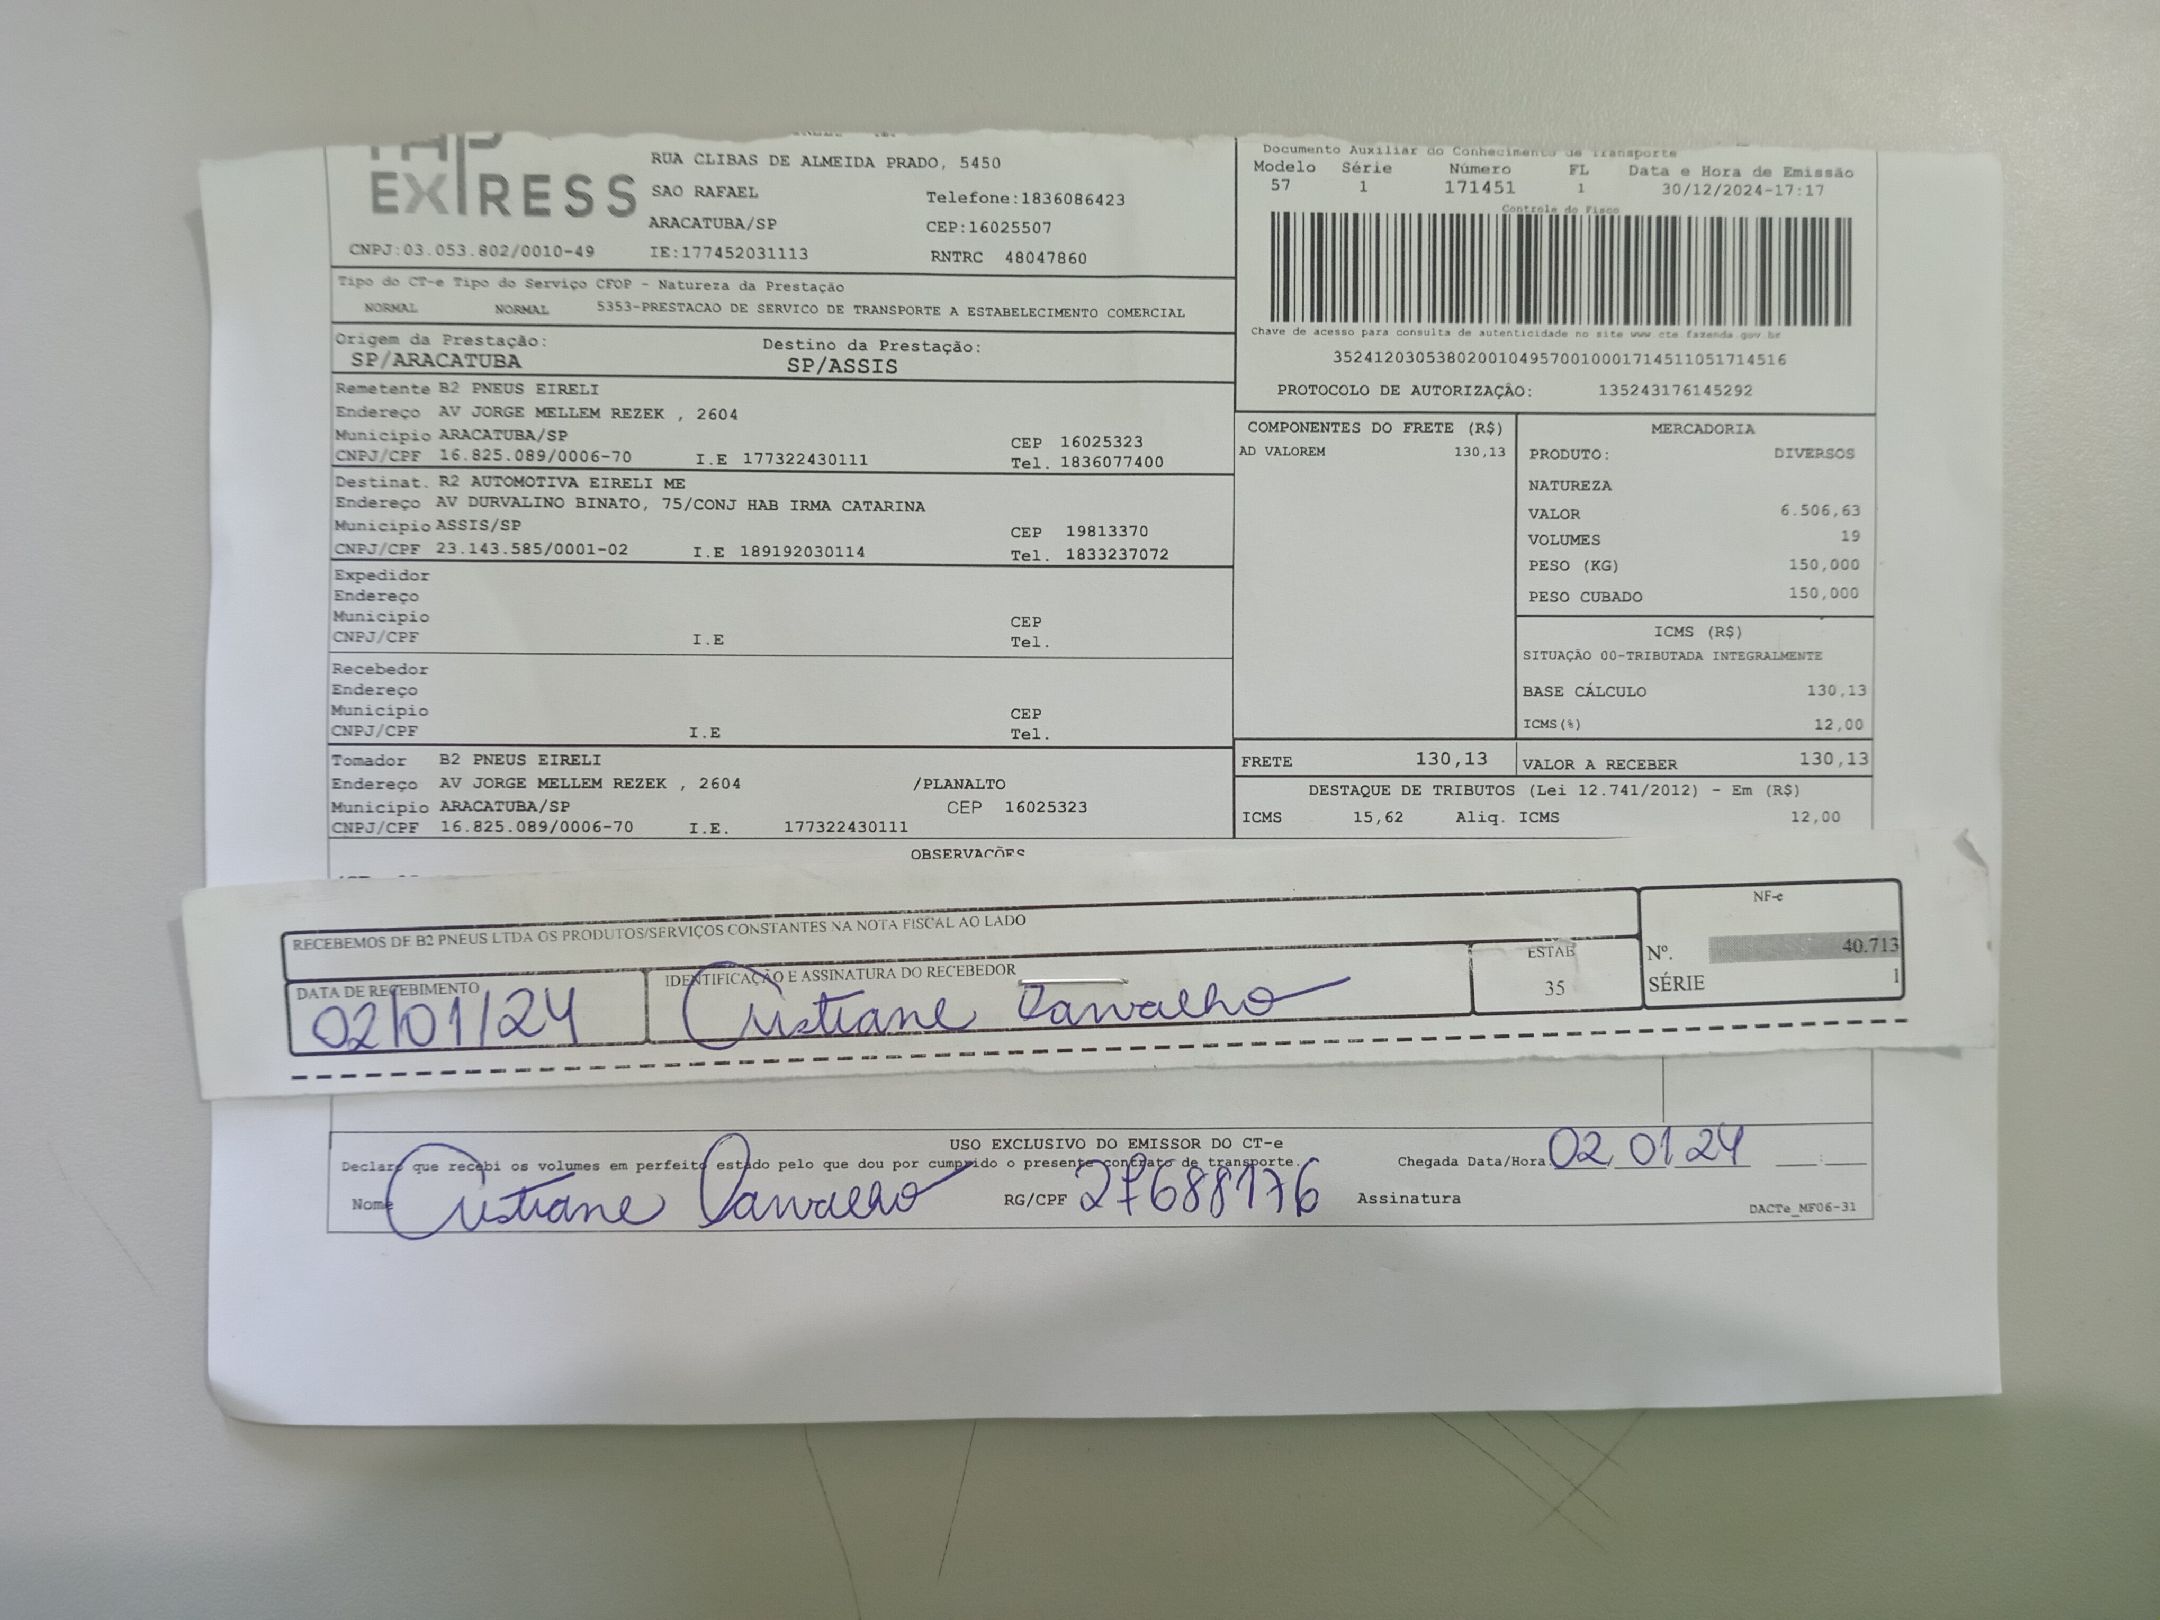 EXPRESS
RUA CLIBAS DE ALMEIDA PRADO, 5450
SAO RAFAEL Telefone:1836086423
ARACATUBA/SP CEP:16025507
CNPJ:03.053.802/0010-49 IE:177452031113 RNTRC 48047860
Documento Auxiliar do Conhecimento de Transporte
Modelo Série Número FL Data e Hora de Emissão
57 1 171451 1 30/12/2024-17:17
Controle do Fisco
Chave de acesso para consulta de autenticidade no site www cte fazenda gov br
35241203053802001049570010001714511051714516
PROTOCOLO DE AUTORIZAÇÃO: 135243176145292
Tipo do CT-e Tipo do Serviço CFOP - Natureza da Prestação
NORMAL NORMAL 5353-PRESTACAO DE SERVICO DE TRANSPORTE A ESTABELECIMENTO COMERCIAL
Origem da Prestação: Destino da Prestação:
SP/ARACATUBA SP/ASSIS
Remetente B2 PNEUS EIRELI
Endereço AV JORGE MELLEM REZEK , 2604
Município ARACATUBA/SP CEP 16025323
CNPJ/CPF 16.825.089/0006-70 I.E 177322430111 Tel. 1836077400
Destinat. R2 AUTOMOTIVA EIRELI ME
Endereço AV DURVALINO BINATO, 75/CONJ HAB IRMA CATARINA
Município ASSIS/SP CEP 19813370
CNPJ/CPF 23.143.585/0001-02 I.E 189192030114 Tel. 1833237072
Expedidor
Endereço
Município CEP
CNPJ/CPF I.E Tel.
Recebedor
Endereço
Município CEP
CNPJ/CPF I.E Tel.
Tomador B2 PNEUS EIRELI
Endereço AV JORGE MELLEM REZEK , 2604 /PLANALTO
Município ARACATUBA/SP CEP 16025323
CNPJ/CPF 16.825.089/0006-70 I.E. 177322430111
COMPONENTES DO FRETE (R$)
AD VALOREM 130,13
MERCADORIA
PRODUTO: DIVERSOS
NATUREZA
VALOR 6.506,63
VOLUMES 19
PESO (KG) 150,000
PESO CUBADO 150,000
ICMS (R$)
SITUAÇÃO 00-TRIBUTADA INTEGRALMENTE
BASE CÁLCULO 130,13
ICMS(%) 12,00
FRETE 130,13 VALOR A RECEBER 130,13
DESTAQUE DE TRIBUTOS (Lei 12.741/2012) - Em (R$)
ICMS 15,62 Aliq. ICMS 12,00
OBSERVAÇÕES
RECEBEMOS DE B2 PNEUS LTDA OS PRODUTOS/SERVIÇOS CONSTANTES NA NOTA FISCAL AO LADO
DATA DE RECEBIMENTO IDENTIFICAÇÃO E ASSINATURA DO RECEBEDOR
02/01/24 Cristiane Carvalho
ESTAB
35
NF-e
Nº. 40.713
SÉRIE 1
USO EXCLUSIVO DO EMISSOR DO CT-e
Declaro que recebi os volumes em perfeito estado pelo que dou por cumprido o presente contrato de transporte. Chegada Data/Hora 02 01 24
Nome Cristiane Carvalho RG/CPF 27688176 Assinatura
DACTe_MF06-31